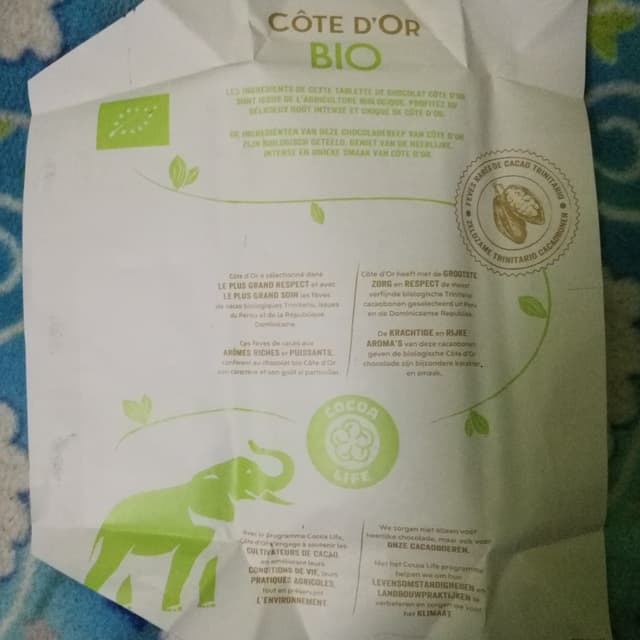 CÔTE D'OR
BIO
LES INGRÉDIENTS DE CETTE TABLETTE DE CHOCOLAT CÔTE D'OR
SONT ISSUS DE L'AGRICULTURE BIOLOGIQUE. PROFITEZ DU
DÉLICIEUX GOÛT INTENSE ET UNIQUE DE CÔTE D'OR.
DE INGREDIËNTEN VAN DEZE CHOCOLADEREEP VAN CÔTE D'OR
ZIJN BIOLOGISCH GETEELD. GENIET VAN DE HEERLIJKE,
INTENSE EN UNIEKE SMAAK VAN CÔTE D'OR.
FÈVES RARES DE CACAO TRINITARIO
ZELDZAME TRINITARIO CACAOBONEN
Côte d'Or a sélectionné dans
LE PLUS GRAND RESPECT et avec
LE PLUS GRAND SOIN les fèves
de cacao biologiques Trinitario, issues
du Pérou et de la République
Dominicaine.
Ces fèves de cacao aux
ARÔMES RICHES et PUISSANTS,
confèrent au chocolat bio Côte d'Or
son caractère et son goût si particulier.
Côte d'Or heeft met de GROOTSTE
ZORG en RESPECT de meest
verfijnde biologische Trinitario
cacaobonen geselecteerd uit Peru
en de Dominicaanse Republiek.
De KRACHTIGE en RIJKE
AROMA'S van deze cacaobonen
geven de biologische Côte d'Or
chocolade zijn bijzondere karakter
en smaak.
COCOA
LIFE
Avec le programme Cocoa Life,
Côte d'Or s'engage à soutenir les
CULTIVATEURS DE CACAO
en améliorant leurs
CONDITIONS DE VIE, leurs
PRATIQUES AGRICOLES
tout en préservant
L'ENVIRONNEMENT.
We zorgen niet alleen voor
heerlijke chocolade, maar ook voor
ONZE CACAOBOEREN.
Met het Cocoa Life programma
helpen we om hun
LEVENSOMSTANDIGHEDEN en
LANDBOUWPRAKTIJKEN te
verbeteren en zorgen we voor
het KLIMAAT.